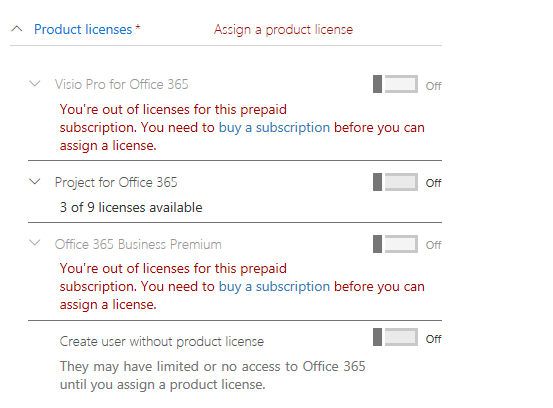 Product licenses * Assign a product license
Visio Pro for Office 365 Off
You're out of licenses for this prepaid
subscription. You need to buy a subscription before you can
assign a license.
Project for Office 365 Off
3 of 9 licenses available
Office 365 Business Premium Off
You're out of licenses for this prepaid
subscription. You need to buy a subscription before you can
assign a license.
Create user without product license Off
They may have limited or no access to Office 365
until you assign a product license.